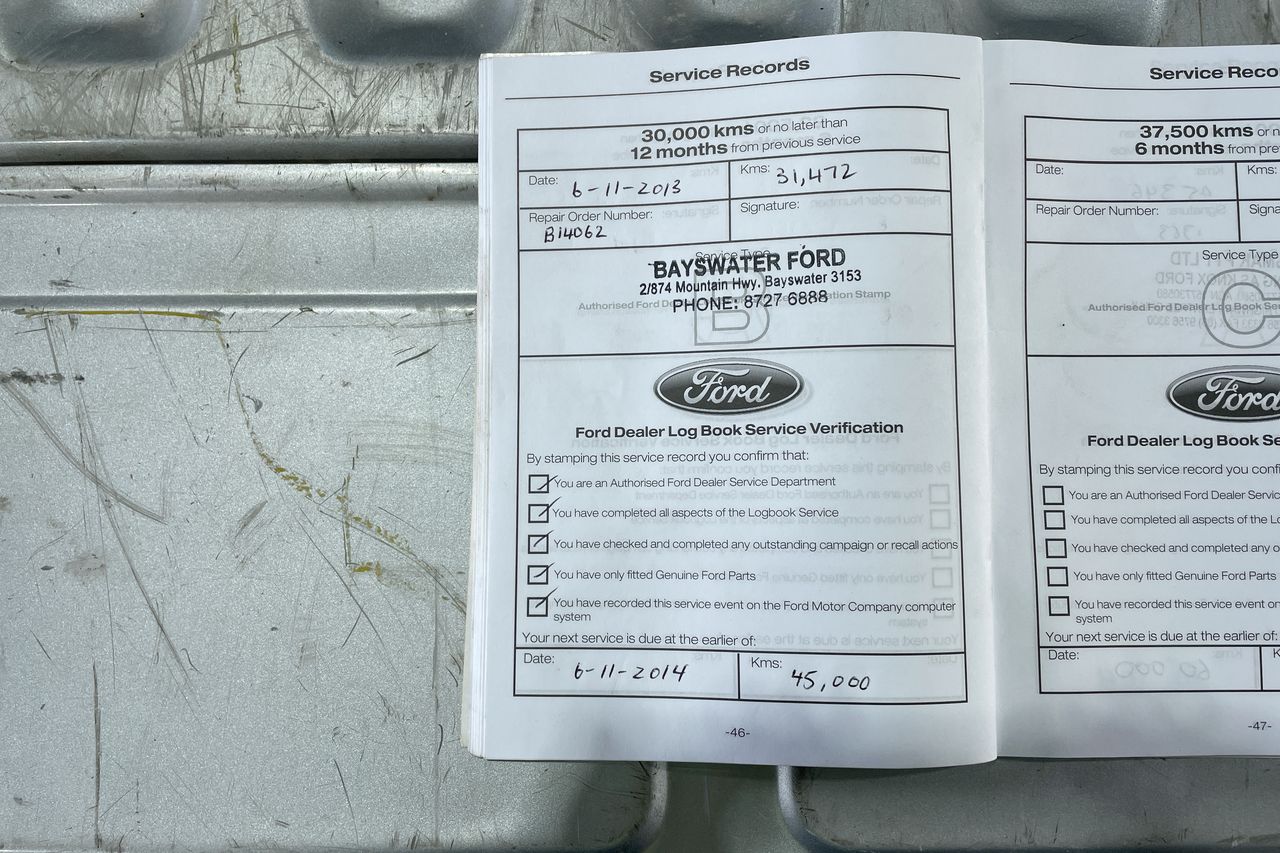 Service Records
30,000 kms or no later than
12 months from previous service
Date: 6-11-2013
Kms: 31,472
Repair Order Number:
B14062
Signature:
Service Type
BAYSWATER FORD
2/874 Mountain Hwy. Bayswater 3153
Authorised Ford De
tion Stamp
PHONE: 8727 6888
B
Ford
Ford Dealer Log Book Service Verification
By stamping this service record you confirm that:
You are an Authorised Ford Dealer Service Department
You have completed all aspects of the Logbook Service
You have checked and completed any outstanding campaign or recall actions
You have only fitted Genuine Ford Parts
You have recorded this service event on the Ford Motor Company computer
system
Your next service is due at the earlier of:
Date: 6-11-2014
Kms: 45,000
-46-
Service Reco
37,500 kms or n
6 months from pre
Date:
Kms:
Repair Order Number:
Signa
Service Type
Authorised Ford Dealer Log Book Ser
C
Ford
Ford Dealer Log Book Se
By stamping this service record you confi
You are an Authorised Ford Dealer Servic
You have completed all aspects of the Lo
You have checked and completed any o
You have only fitted Genuine Ford Parts
You have recorded this service event on
system
Your next service is due at the earlier of:
Date:
K
-47-